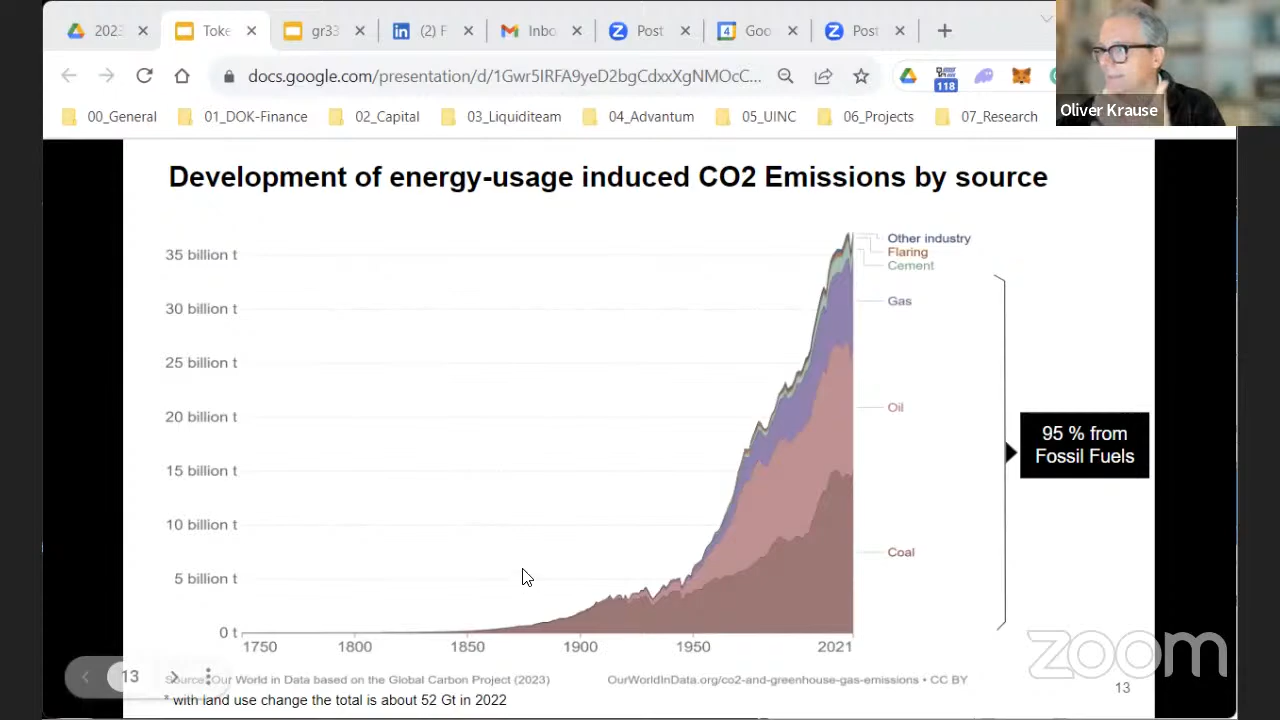 2023
Toke
gr33
(2) F
Inbo
Post
Goo
Post
docs.google.com/presentation/d/1Gwr5IRFA9yeD2bgCdxxXgNMOcC...
118
00_General
01_DOK-Finance
02_Capital
03_Liquiditeam
04_Advantum
05_UINC
06_Projects
07_Research
Oliver Krause
Development of energy-usage induced CO2 Emissions by source
35 billion t
30 billion t
25 billion t
20 billion t
15 billion t
10 billion t
5 billion t
0 t
1750
1800
1850
1900
1950
2021
Other industry
Flaring
Cement
Gas
Oil
Coal
95 % from
Fossil Fuels
13
Source: Our World in Data based on the Global Carbon Project (2023)
OurWorldInData.org/co2-and-greenhouse-gas-emissions • CC BY
* with land use change the total is about 52 Gt in 2022
13
zoom